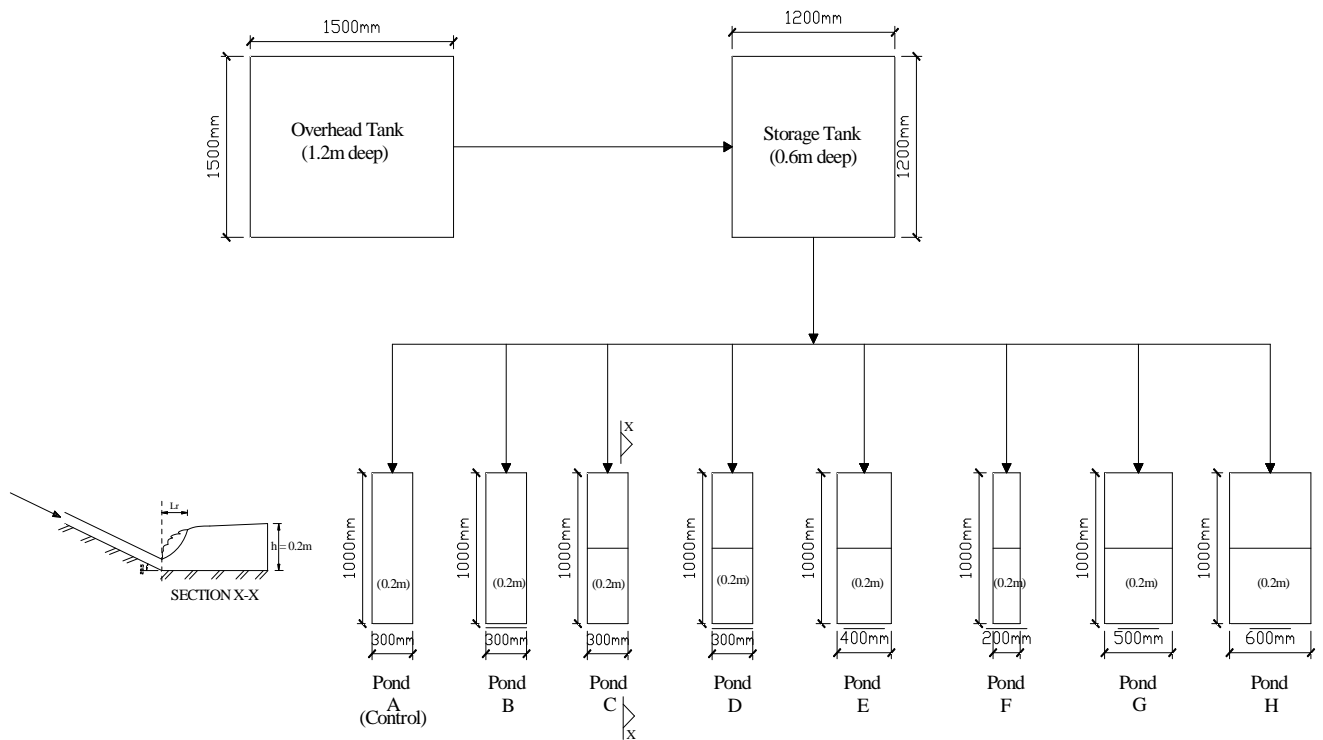 1500mm
1200mm
1500mm
Overhead Tank
(1.2m deep)
Storage Tank
(0.6m deep)
1200mm
X
Lr
h = 0.2m
SECTION X-X
1000mm
(0.2m)
300mm
Pond
A
(Control)
1000mm
(0.2m)
300mm
Pond
B
1000mm
(0.2m)
300mm
Pond
C
X
1000mm
(0.2m)
300mm
Pond
D
1000mm
(0.2m)
400mm
Pond
E
1000mm
(0.2m)
200mm
Pond
F
1000mm
(0.2m)
500mm
Pond
G
1000mm
(0.2m)
600mm
Pond
H